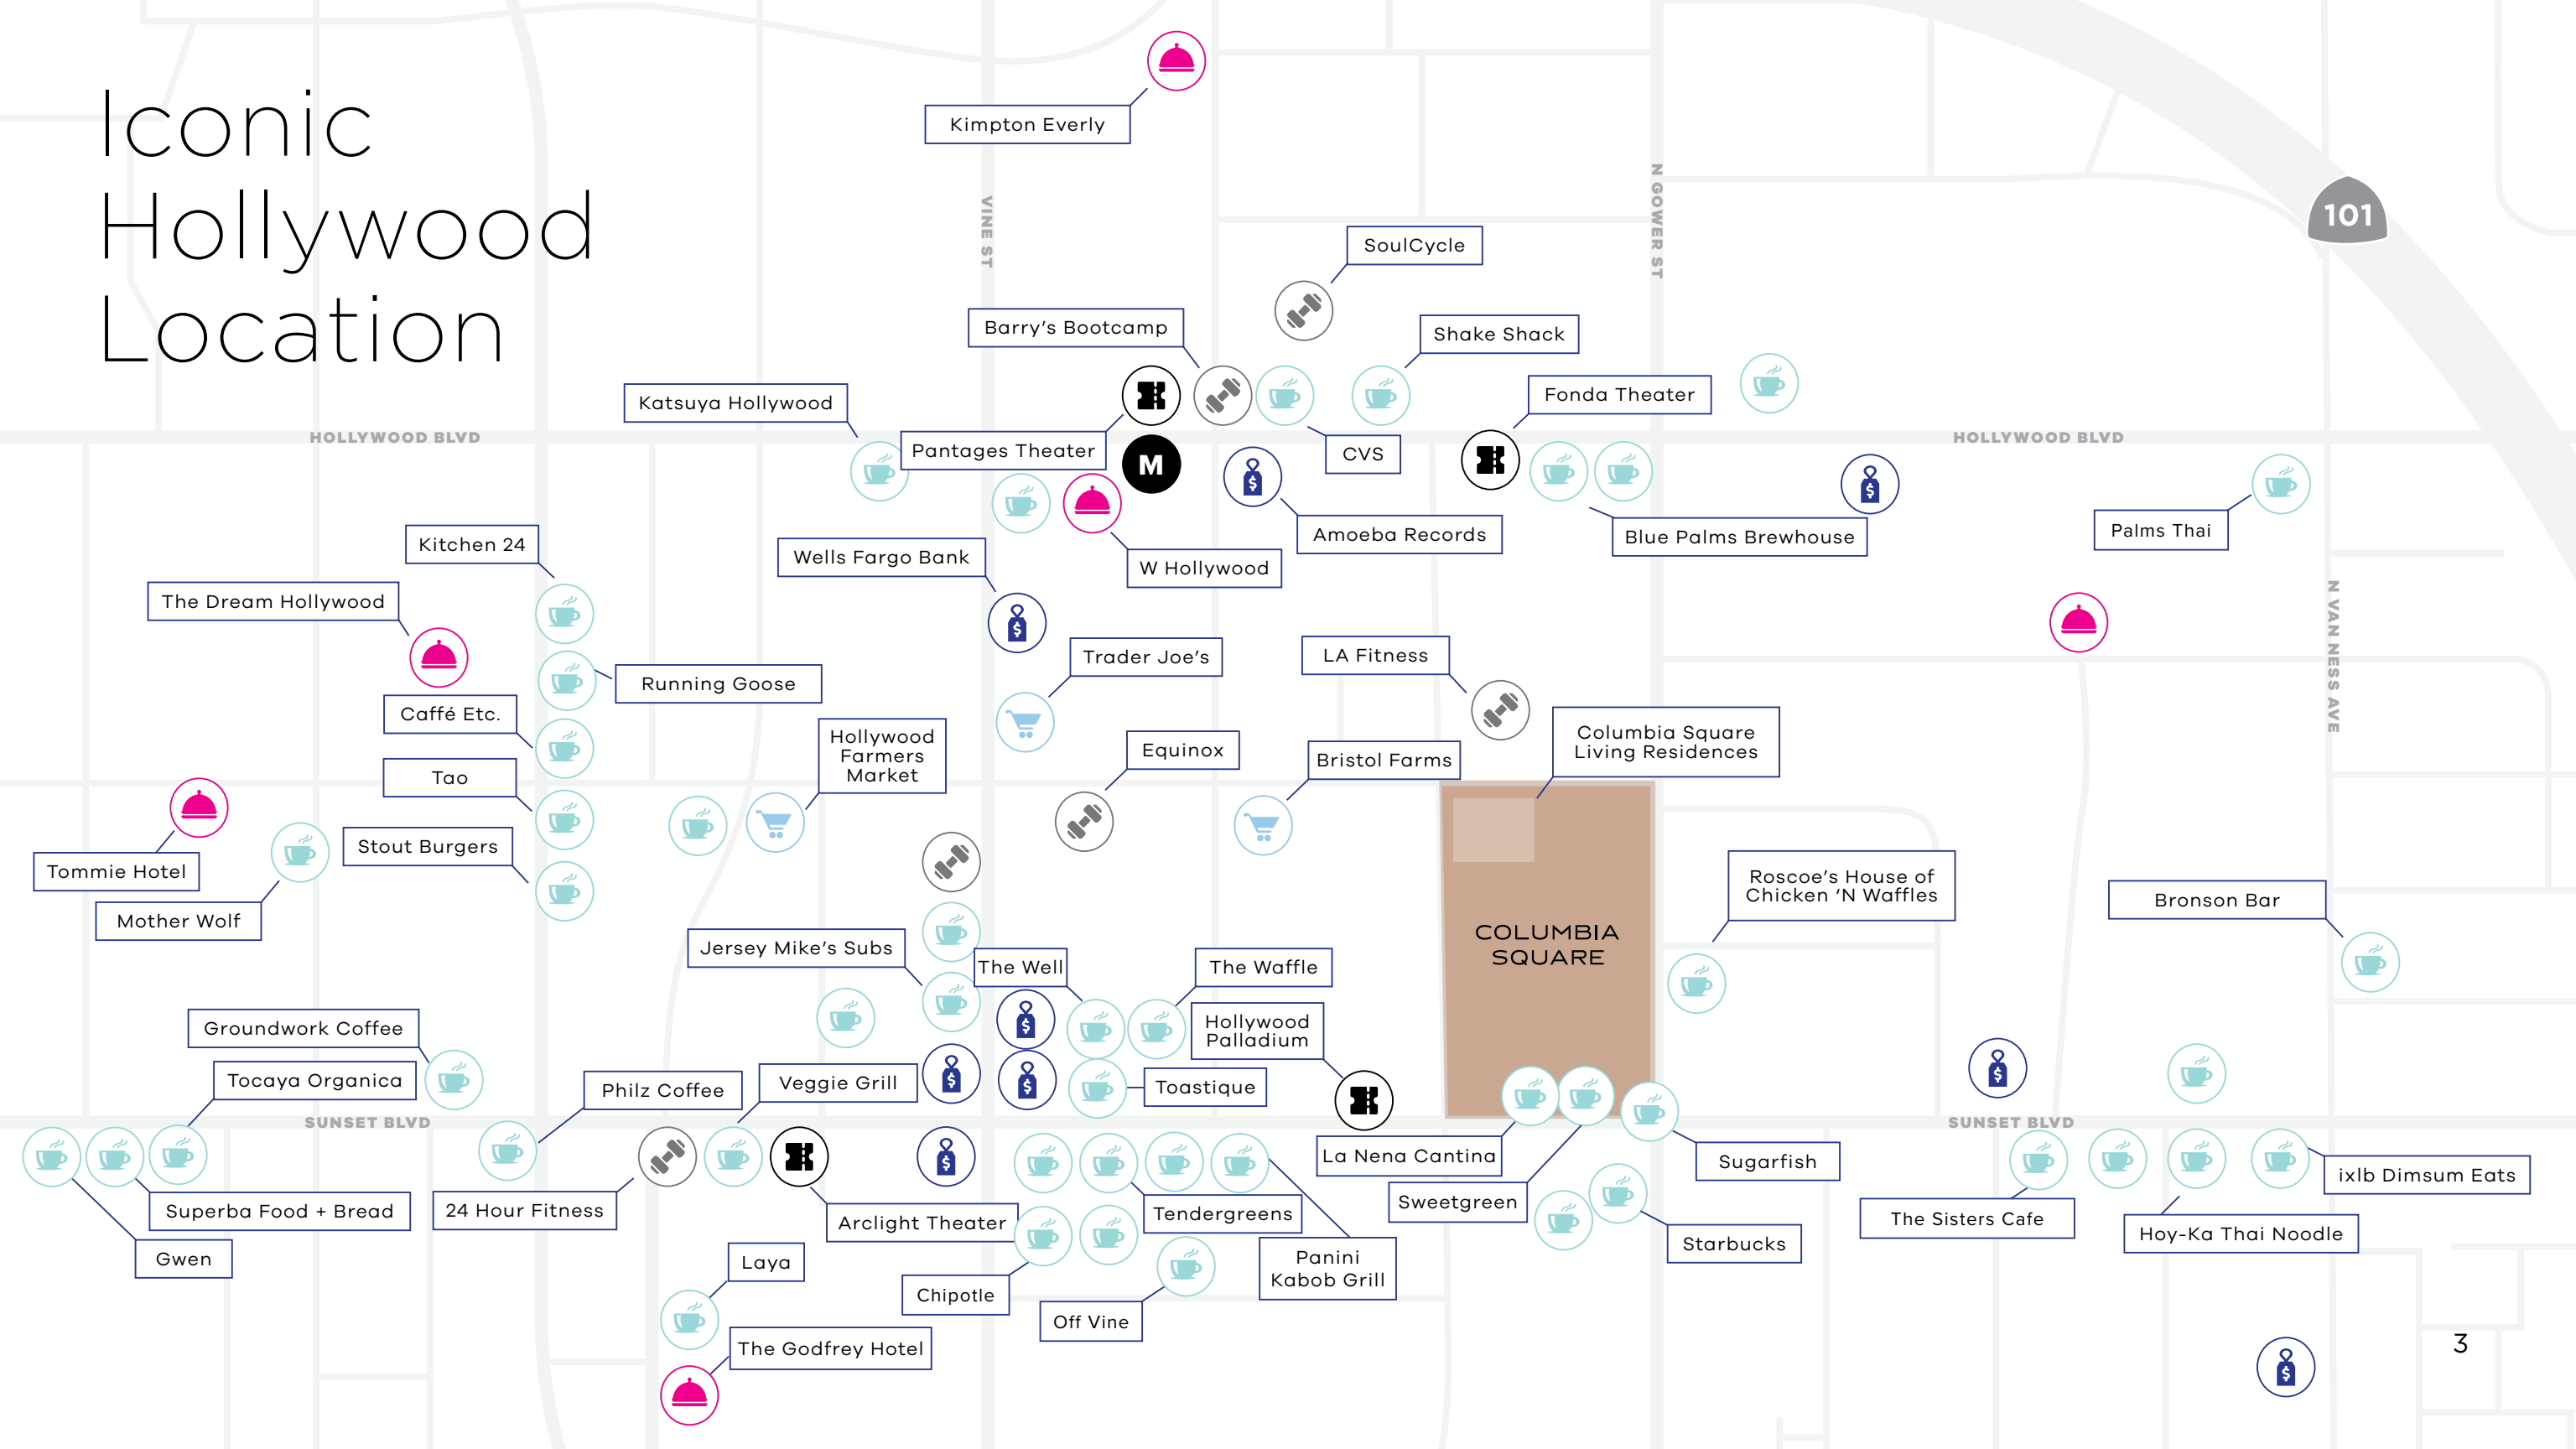 Iconic
Hollywood
Location
Kimpton Everly
VINE ST
N GOWER ST
101
SoulCycle
Barry's Bootcamp
Shake Shack
Katsuya Hollywood
Fonda Theater
HOLLYWOOD BLVD
HOLLYWOOD BLVD
Pantages Theater
M
CVS
$
$
Palms Thai
Amoeba Records
Blue Palms Brewhouse
Kitchen 24
Wells Fargo Bank
W Hollywood
The Dream Hollywood
$
N VAN NESS AVE
Trader Joe's
LA Fitness
Running Goose
Caffé Etc.
Hollywood
Farmers
Market
Columbia Square
Living Residences
Equinox
Bristol Farms
Tao
Stout Burgers
Tommie Hotel
Mother Wolf
Roscoe's House of
Chicken ‘N Waffles
Bronson Bar
COLUMBIA
SQUARE
Jersey Mike's Subs
The Well
The Waffle
$
Hollywood
Palladium
Groundwork Coffee
Tocaya Organica
Philz Coffee
Veggie Grill
$
$
Toastique
$
SUNSET BLVD
SUNSET BLVD
$
La Nena Cantina
Sugarfish
ixlb Dimsum Eats
Superba Food + Bread
24 Hour Fitness
Arclight Theater
Tendergreens
Sweetgreen
The Sisters Cafe
Hoy-Ka Thai Noodle
Starbucks
Gwen
Laya
Panini
Kabob Grill
Chipotle
Off Vine
The Godfrey Hotel
3
$